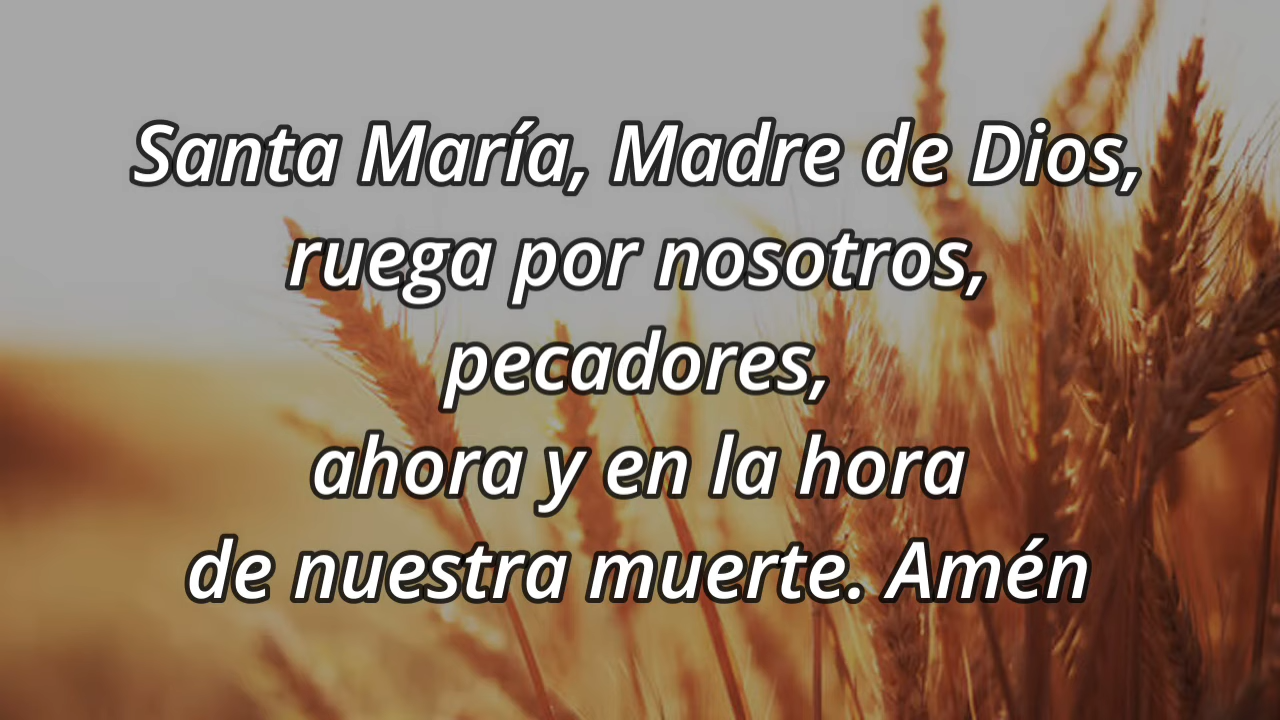 Santa María, Madre de Dios,
ruega por nosotros,
pecadores,
ahora y en la hora
de nuestra muerte. Amén